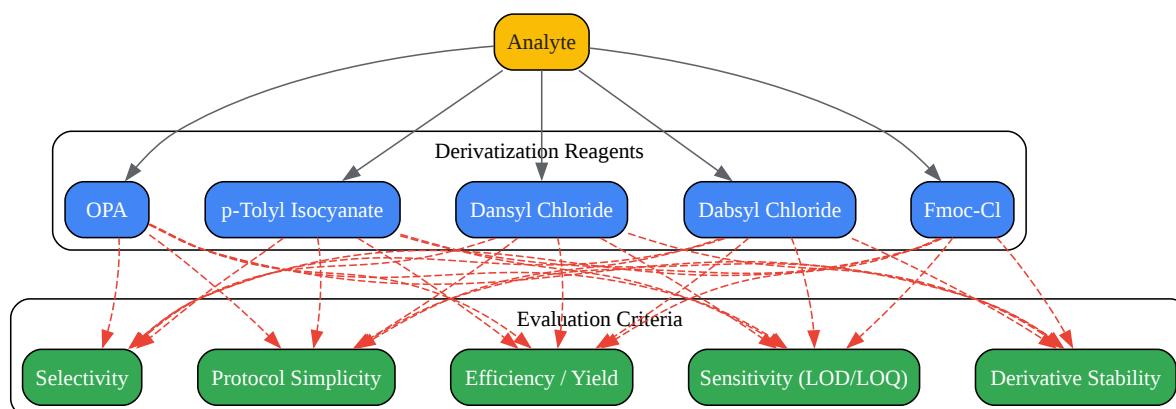 Analyte
Derivatization Reagents
OPA
p-Tolyl Isocyanate
Dansyl Chloride
Dabsyl Chloride
Fmoc-Cl
Evaluation Criteria
Selectivity
Protocol Simplicity
Efficiency / Yield
Sensitivity (LOD/LOQ)
Derivative Stability